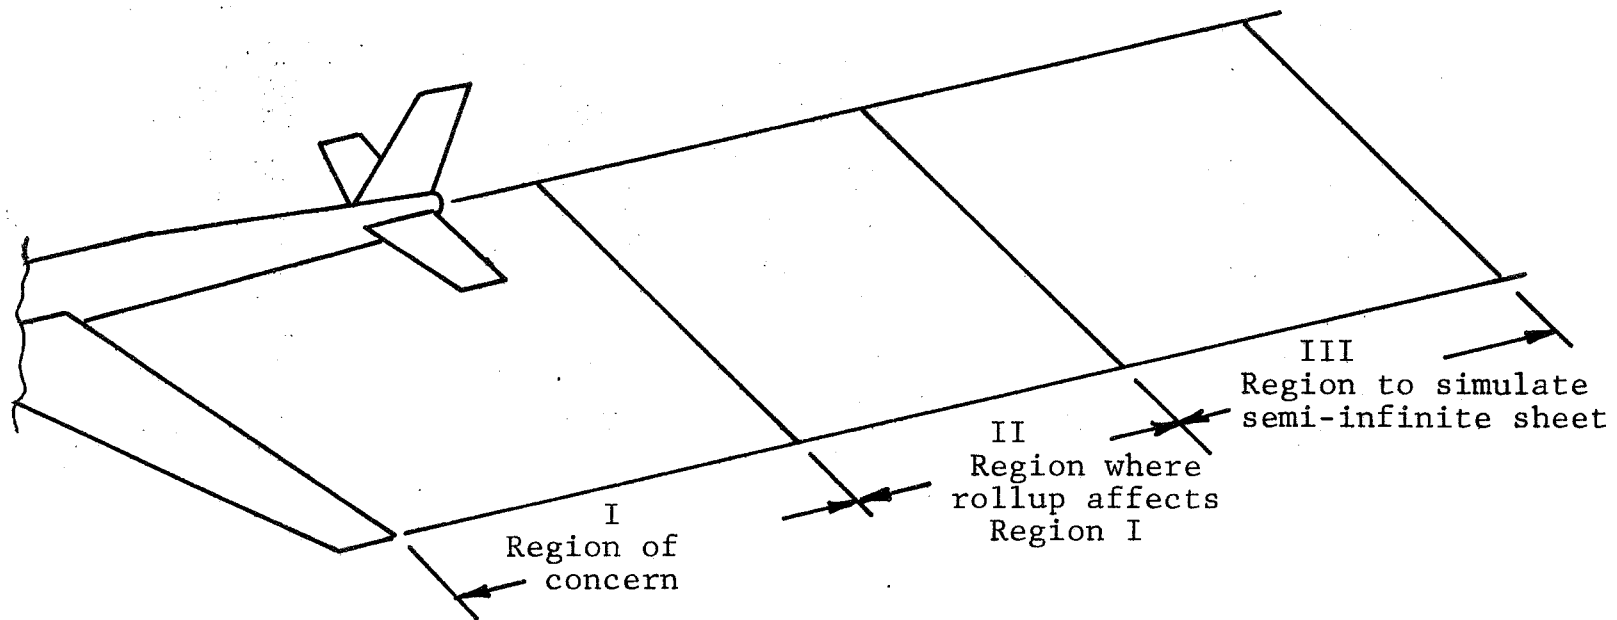 I
Region of
concern
II
Region where
rollup affects
Region I
III
Region to simulate
semi-infinite sheet